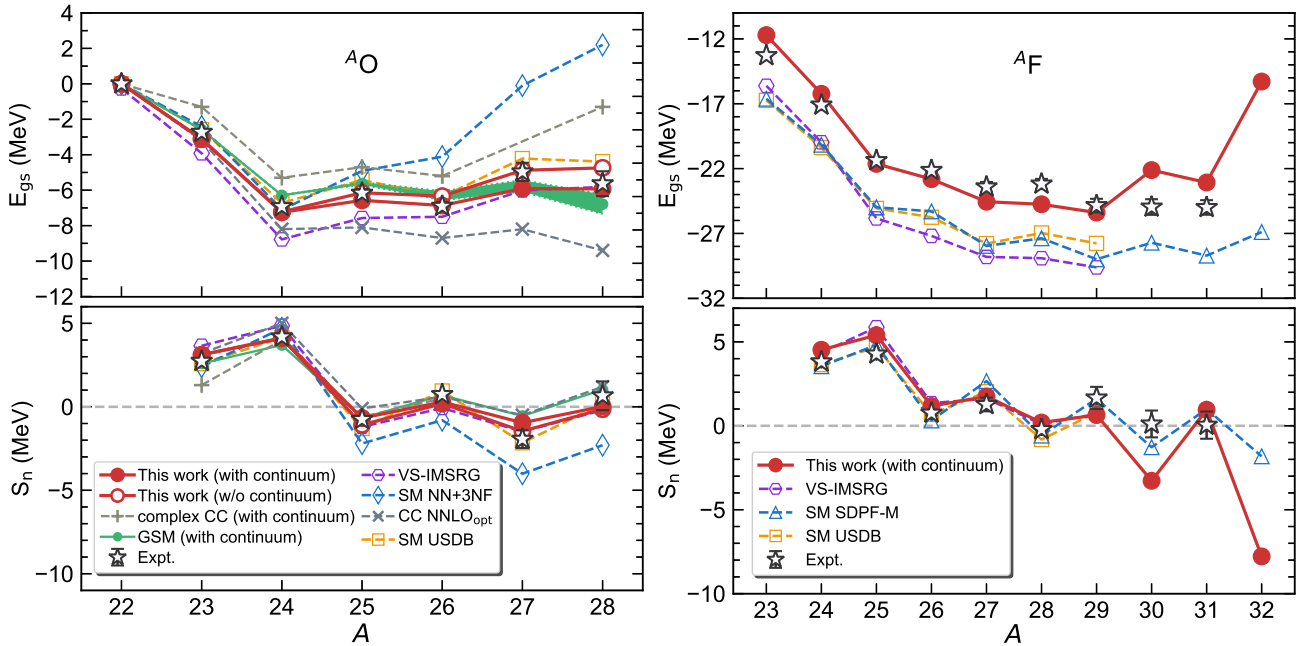 4
2
0
−2
−4
−6
−8
−10
−12
E_gs (MeV)
^A O
−12
−17
−22
−27
−32
E_gs (MeV)
^A F
5
0
−5
−10
S_n (MeV)
This work (with continuum)
This work (w/o continuum)
complex CC (with continuum)
GSM (with continuum)
Expt.
VS-IMSRG
SM NN+3NF
CC NNLO_opt
SM USDB
22 23 24 25 26 27 28
A
5
0
−5
−10
S_n (MeV)
This work (with continuum)
VS-IMSRG
SM SDPF-M
SM USDB
Expt.
23 24 25 26 27 28 29 30 31 32
A